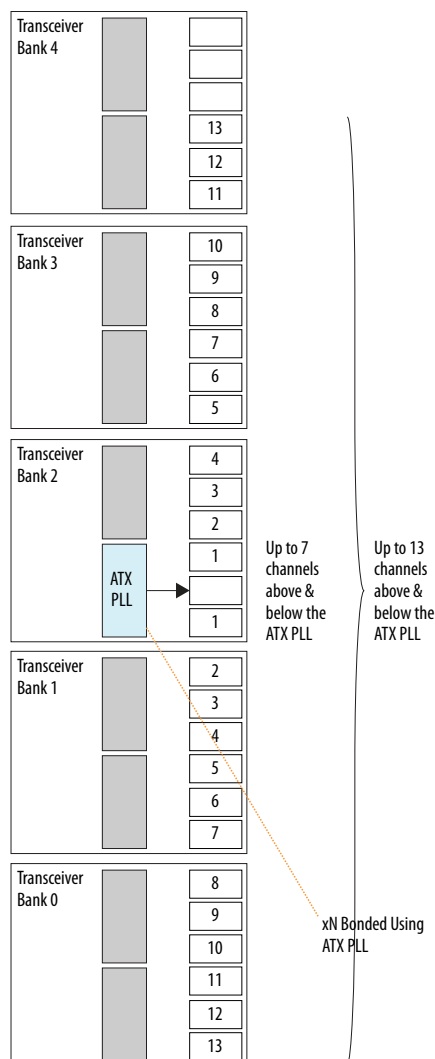 Transceiver
Bank 4
13
12
11
Transceiver
Bank 3
10
9
8
7
6
5
Transceiver
Bank 2
4
3
2
1
ATX
PLL
1
Up to 7
channels
above &
below the
ATX PLL
Up to 13
channels
above &
below the
ATX PLL
Transceiver
Bank 1
2
3
4
5
6
7
Transceiver
Bank 0
8
9
10
11
12
13
xN Bonded Using
ATX PLL